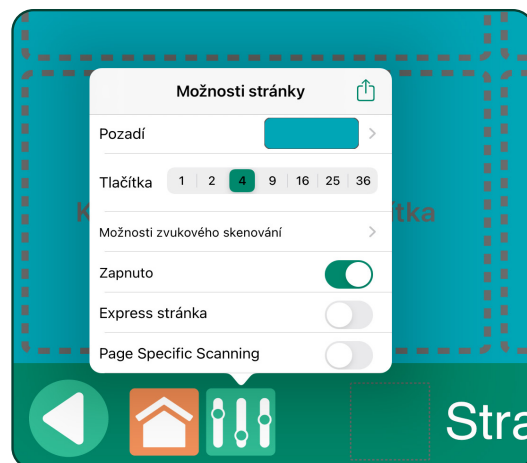 Možnosti stránky
Pozadí
Tlačítka 1 2 4 9 16 25 36
Možnosti zvukového skenování
Zapnuto
Express stránka
Page Specific Scanning